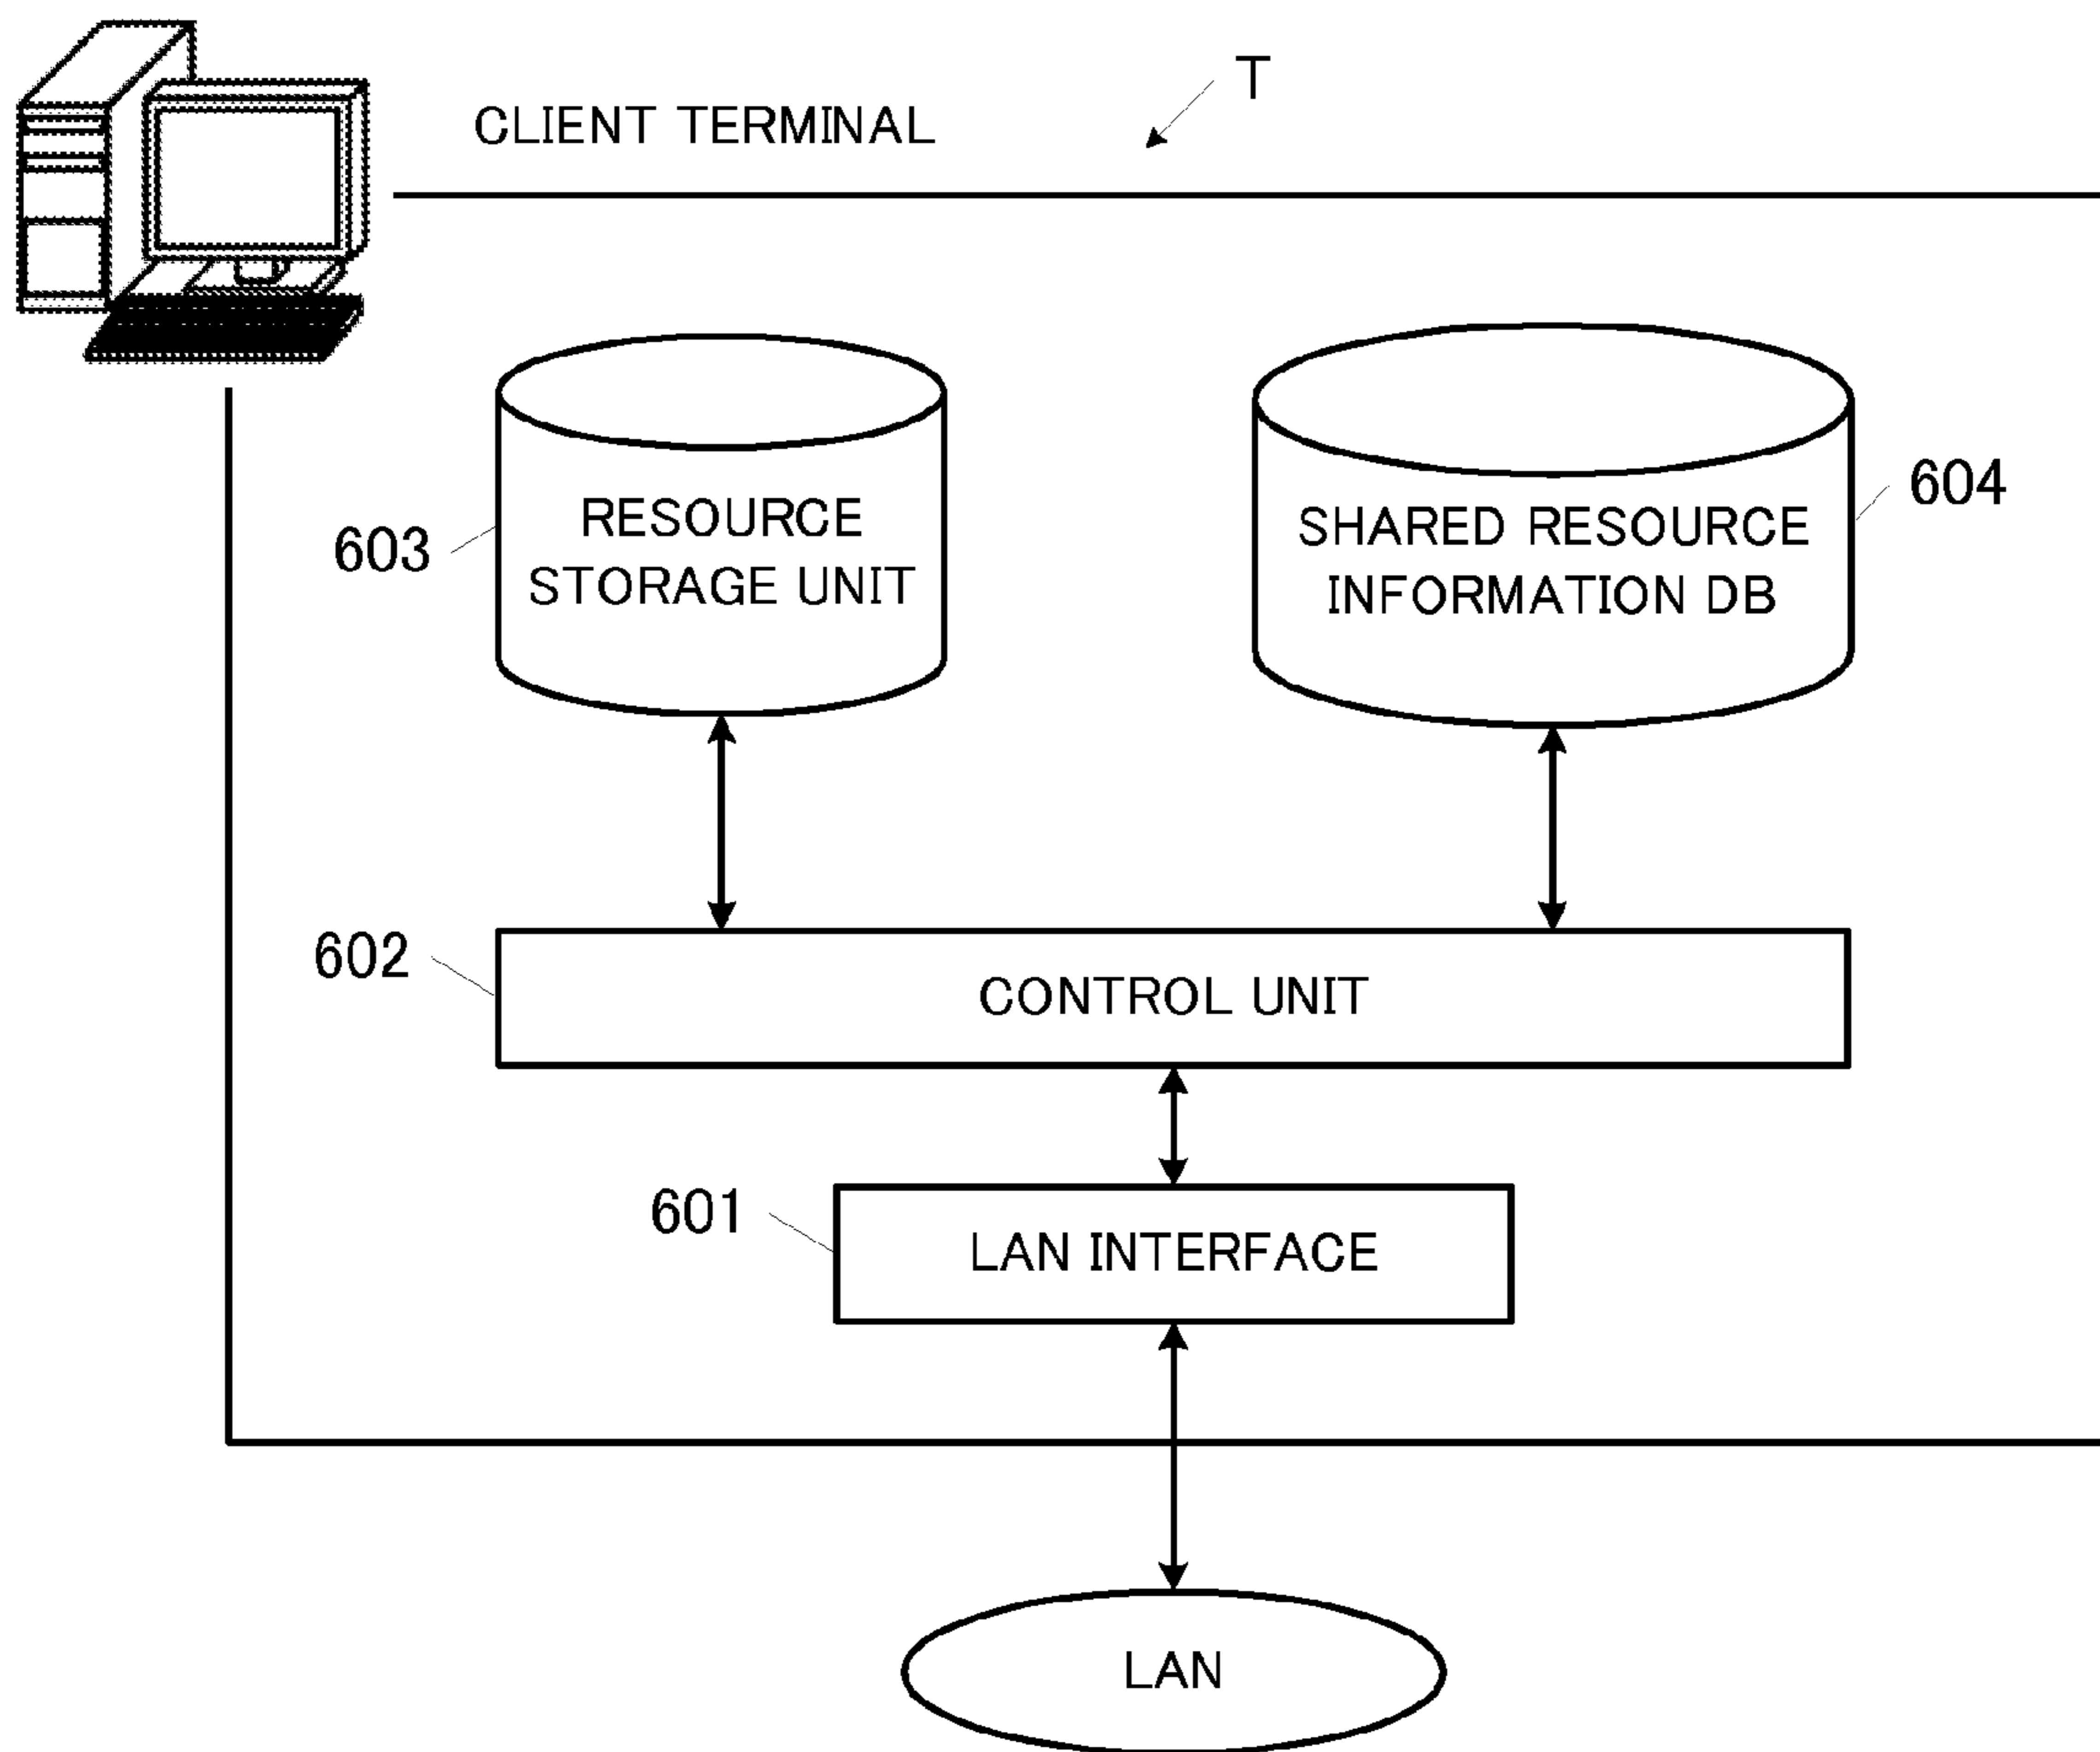 T
CLIENT TERMINAL
603
RESOURCE
STORAGE UNIT
604
SHARED RESOURCE
INFORMATION DB
602
CONTROL UNIT
601
LAN INTERFACE
LAN